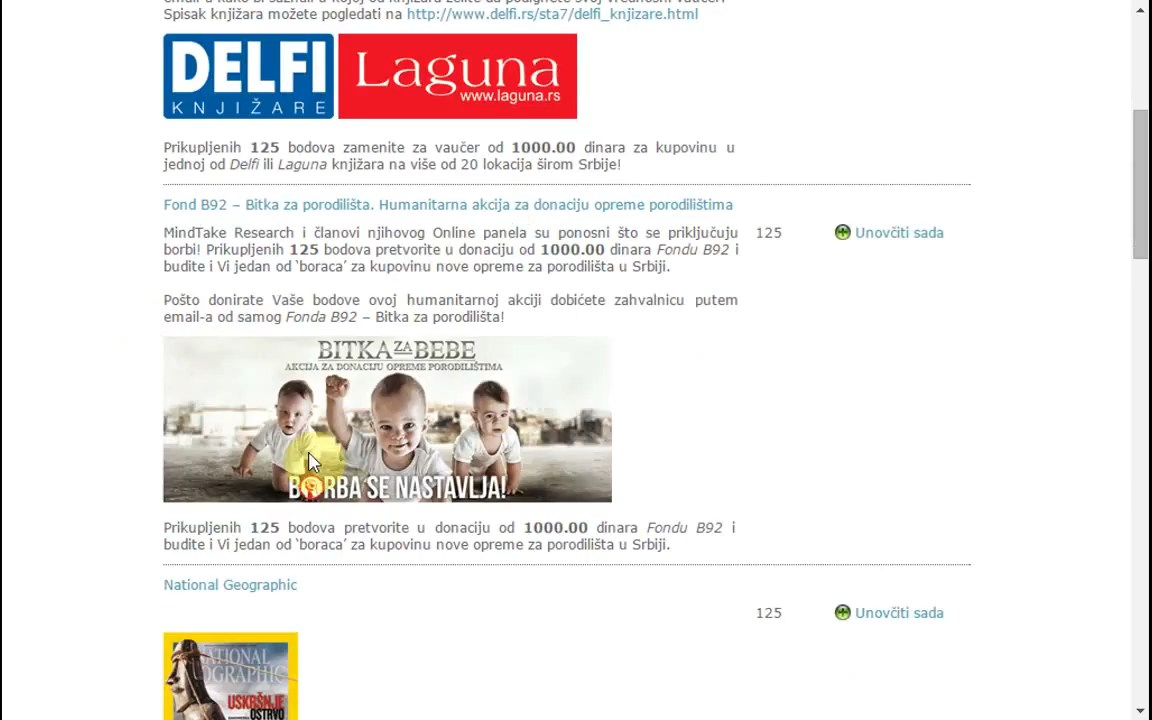 Spisak knjižara možete pogledati na http://www.delfi.rs/sta7/delfi_knjizare.html
DELFI
KNJIŽARE
Laguna
www.laguna.rs
Prikupljenih 125 bodova zamenite za vaučer od 1000.00 dinara za kupovinu u
jednoj od Delfi ili Laguna knjižara na više od 20 lokacija širom Srbije!
Fond B92 – Bitka za porodilišta. Humanitarna akcija za donaciju opreme porodilištima
MindTake Research i članovi njihovog Online panela su ponosni što se priključuju
borbi! Prikupljenih 125 bodova pretvorite u donaciju od 1000.00 dinara Fondu B92 i
budite i Vi jedan od ‛boraca´ za kupovinu nove opreme za porodilišta u Srbiji.
125
Unovčiti sada
Pošto donirate Vaše bodove ovoj humanitarnoj akciji dobićete zahvalnicu putem
email-a od samog Fonda B92 – Bitka za porodilišta!
BITKA ZA BEBE
AKCIJA ZA DONACIJU OPREME PORODILIŠTIMA
BORBA SE NASTAVLJA!
Prikupljenih 125 bodova pretvorite u donaciju od 1000.00 dinara Fondu B92 i
budite i Vi jedan od ‛boraca´ za kupovinu nove opreme za porodilišta u Srbiji.
National Geographic
125
Unovčiti sada
NATIONAL
GEOGRAPHIC
USKRŠNJE
OSTRVO